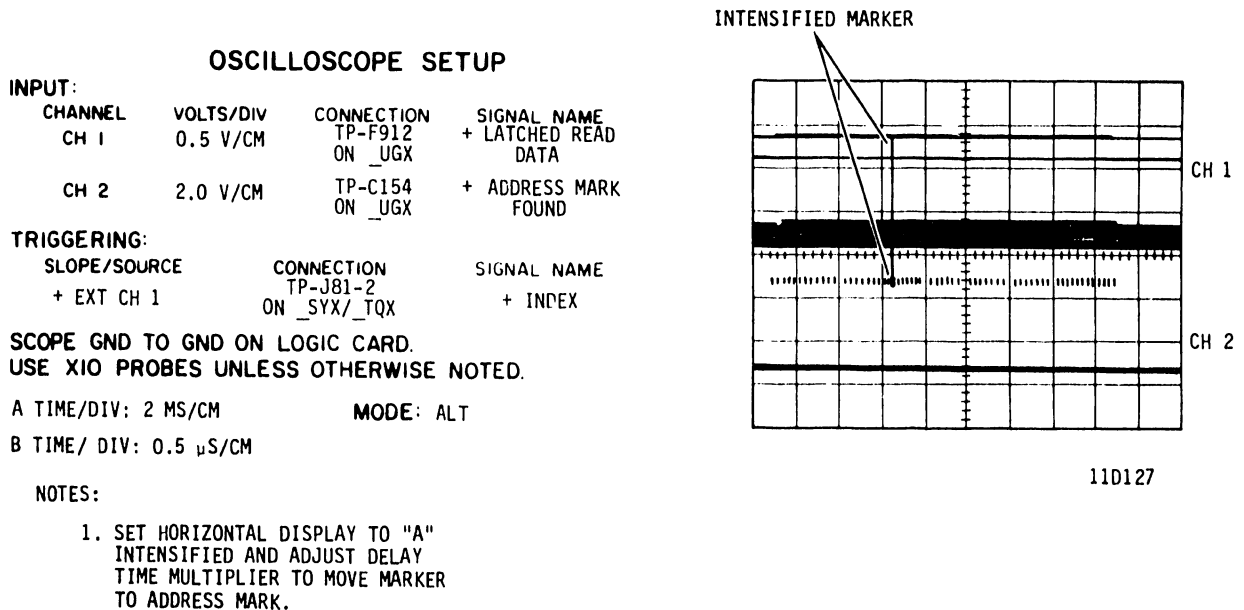 OSCILLOSCOPE SETUP
INPUT:
CHANNEL VOLTS/DIV CONNECTION SIGNAL NAME
CH 1 0.5 V/CM TP-F912 + LATCHED READ
ON _UGX DATA
CH 2 2.0 V/CM TP-C154 + ADDRESS MARK
ON _UGX FOUND
TRIGGERING:
SLOPE/SOURCE CONNECTION SIGNAL NAME
+ EXT CH 1 TP-J81-2 + INDEX
ON _SYX/_TQX
SCOPE GND TO GND ON LOGIC CARD.
USE X10 PROBES UNLESS OTHERWISE NOTED.
A TIME/DIV: 2 MS/CM MODE: ALT
B TIME/ DIV: 0.5 μS/CM
NOTES:
1. SET HORIZONTAL DISPLAY TO "A"
INTENSIFIED AND ADJUST DELAY
TIME MULTIPLIER TO MOVE MARKER
TO ADDRESS MARK.
INTENSIFIED MARKER
CH 1
CH 2
11D127